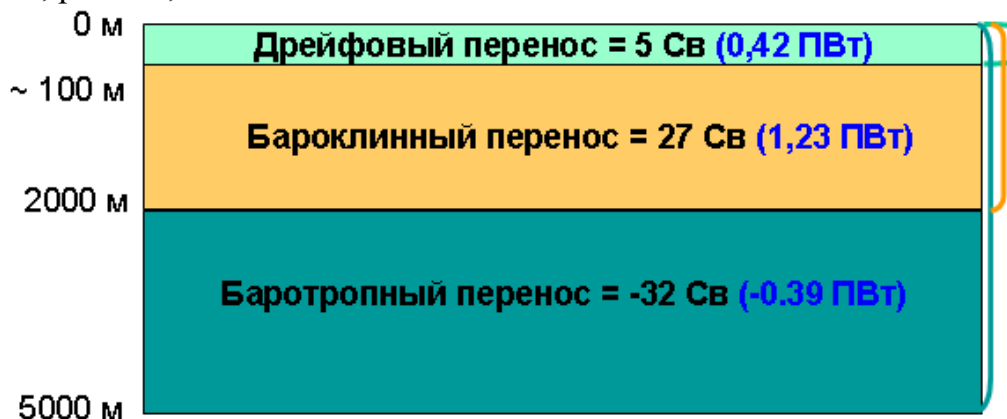 0 м
Дрейфовый перенос = 5 Св (0,42 ПВт)
~ 100 м
Бароклинный перенос = 27 Св (1,23 ПВт)
2000 м
Баротропный перенос = -32 Св (-0.39 ПВт)
5000 м